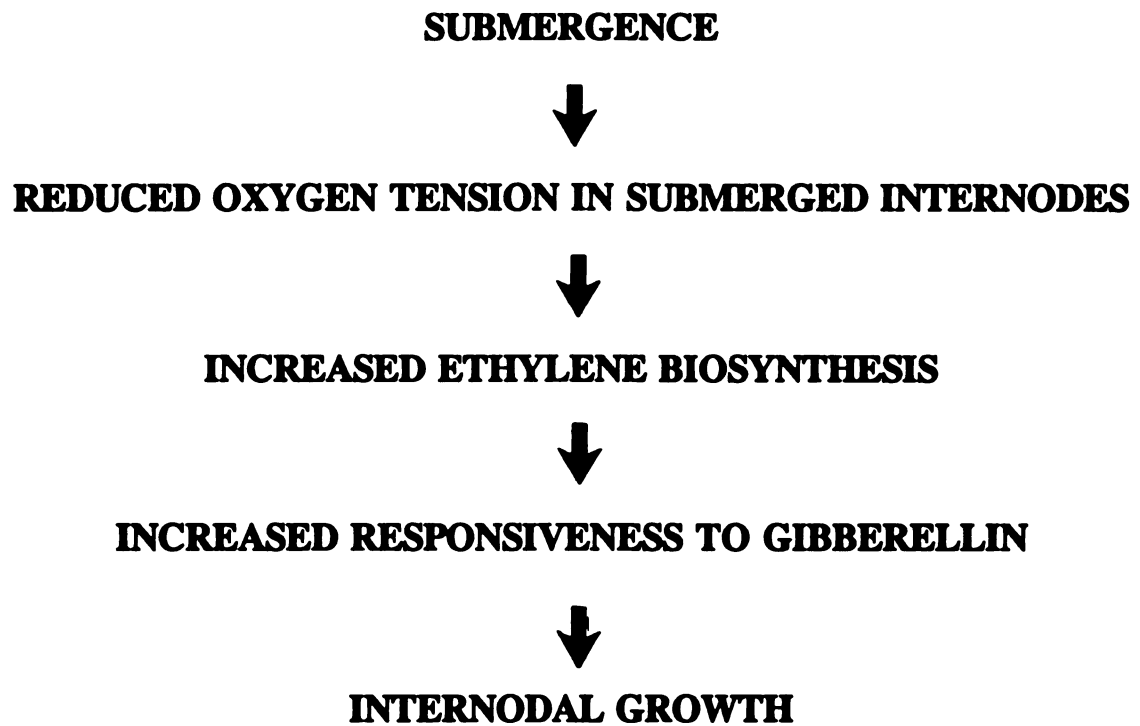 SUBMERGENCE
REDUCED OXYGEN TENSION IN SUBMERGED INTERNODES
INCREASED ETHYLENE BIOSYNTHESIS
INCREASED RESPONSIVENESS TO GIBBERELLIN
INTERNODAL GROWTH